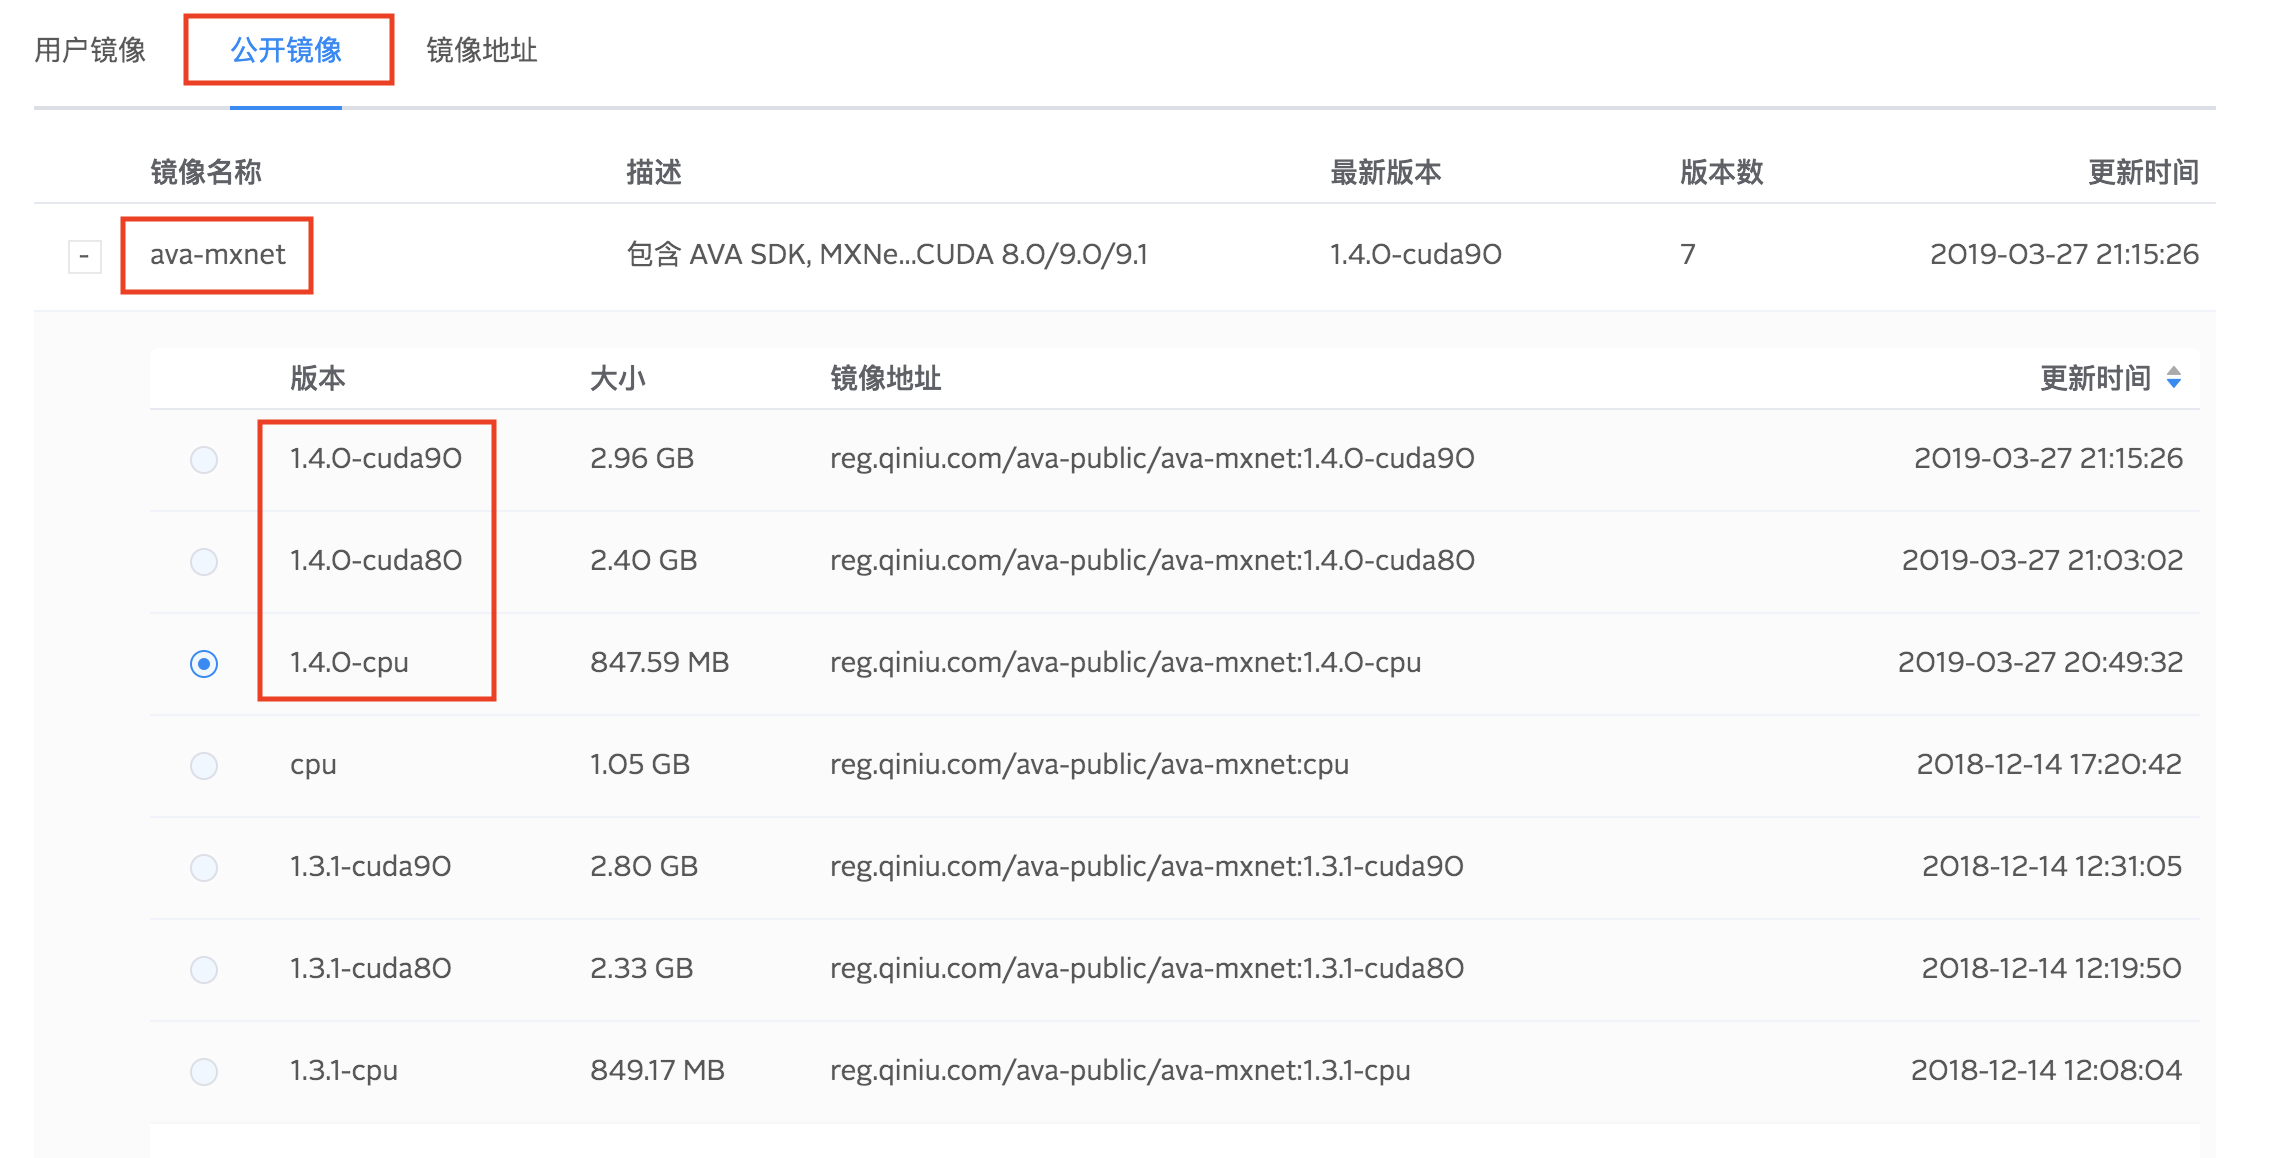 用户镜像 公开镜像 镜像地址
镜像名称 描述 最新版本 版本数 更新时间
- ava-mxnet 包含 AVA SDK, MXNe...CUDA 8.0/9.0/9.1 1.4.0-cuda90 7 2019-03-27 21:15:26
版本 大小 镜像地址 更新时间
1.4.0-cuda90 2.96 GB reg.qiniu.com/ava-public/ava-mxnet:1.4.0-cuda90 2019-03-27 21:15:26
1.4.0-cuda80 2.40 GB reg.qiniu.com/ava-public/ava-mxnet:1.4.0-cuda80 2019-03-27 21:03:02
1.4.0-cpu 847.59 MB reg.qiniu.com/ava-public/ava-mxnet:1.4.0-cpu 2019-03-27 20:49:32
cpu 1.05 GB reg.qiniu.com/ava-public/ava-mxnet:cpu 2018-12-14 17:20:42
1.3.1-cuda90 2.80 GB reg.qiniu.com/ava-public/ava-mxnet:1.3.1-cuda90 2018-12-14 12:31:05
1.3.1-cuda80 2.33 GB reg.qiniu.com/ava-public/ava-mxnet:1.3.1-cuda80 2018-12-14 12:19:50
1.3.1-cpu 849.17 MB reg.qiniu.com/ava-public/ava-mxnet:1.3.1-cpu 2018-12-14 12:08:04